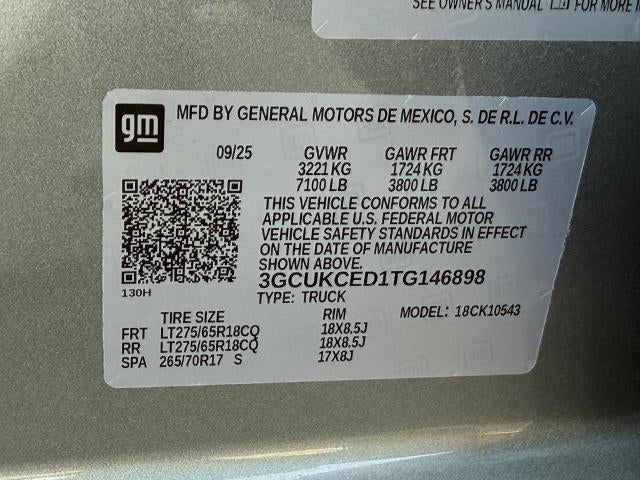 SEE OWNER'S MANUAL FOR MORE
gm
MFD BY GENERAL MOTORS DE MEXICO, S. DE R.L. DE C.V.
09/25 GVWR GAWR FRT GAWR RR
3221 KG 1724 KG 1724 KG
7100 LB 3800 LB 3800 LB
THIS VEHICLE CONFORMS TO ALL
APPLICABLE U.S. FEDERAL MOTOR
VEHICLE SAFETY STANDARDS IN EFFECT
ON THE DATE OF MANUFACTURE
SHOWN ABOVE.
3GCUKCED1TG146898
130H
TYPE: TRUCK
TIRE SIZE RIM MODEL: 18CK10543
FRT LT275/65R18CQ 18X8.5J
RR LT275/65R18CQ 18X8.5J
SPA 265/70R17 S 17X8J